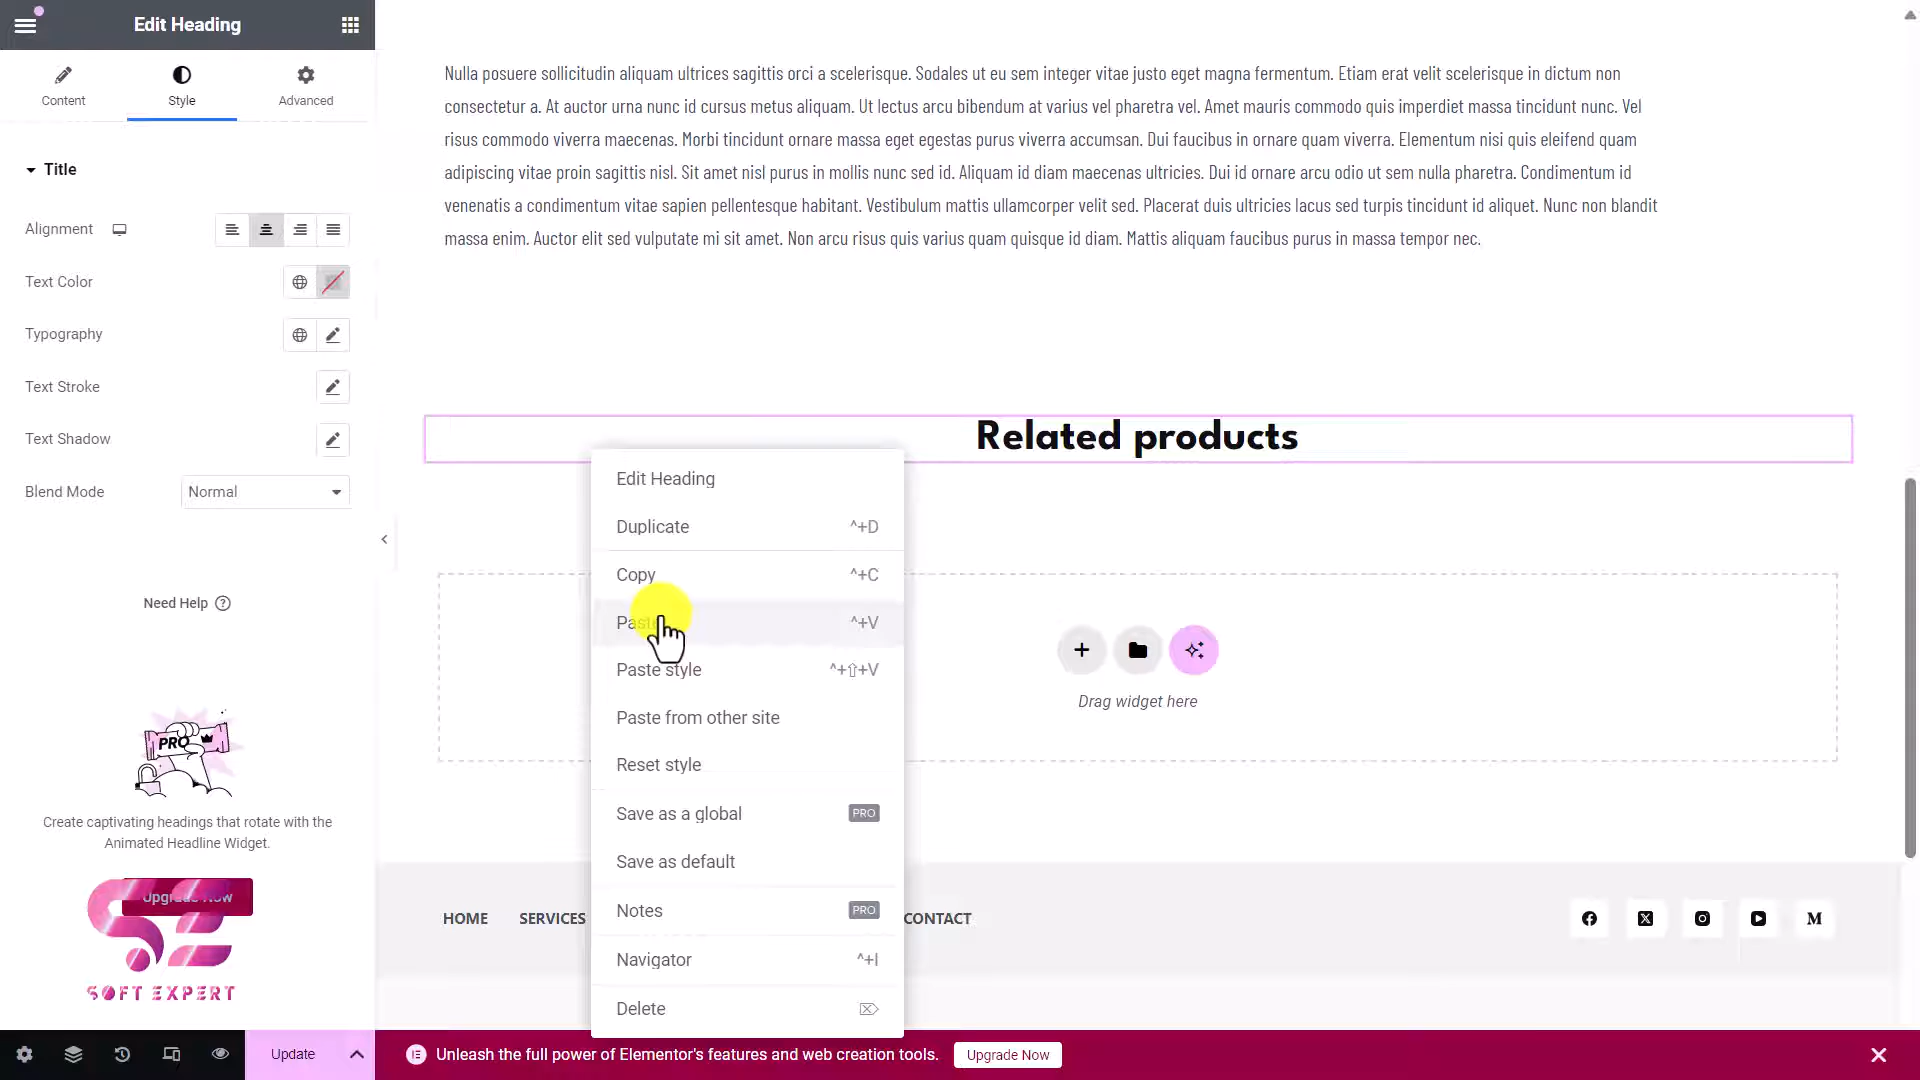 Edit Heading
Content
Style
Advanced
Title
Alignment
Text Color
Typography
Text Stroke
Text Shadow
Blend Mode
Normal
Need Help
PRO
Create captivating headings that rotate with the
Animated Headline Widget.
Upgrade Now
SOFT EXPERT
Update
Nulla posuere sollicitudin aliquam ultrices sagittis orci a scelerisque. Sodales ut eu sem integer vitae justo eget magna fermentum. Etiam erat velit scelerisque in dictum non
consectetur a. At auctor urna nunc id cursus metus aliquam. Ut lectus arcu bibendum at varius vel pharetra vel. Amet mauris commodo quis imperdiet massa tincidunt nunc. Vel
risus commodo viverra maecenas. Morbi tincidunt ornare massa eget egestas purus viverra accumsan. Dui faucibus in ornare quam viverra. Elementum nisi quis eleifend quam
adipiscing vitae proin sagittis nisl. Sit amet nisl purus in mollis nunc sed id. Aliquam id diam maecenas ultricies. Dui id ornare arcu odio ut sem nulla pharetra. Condimentum id
venenatis a condimentum vitae sapien pellentesque habitant. Vestibulum mattis ullamcorper velit sed. Placerat duis ultricies lacus sed turpis tincidunt id aliquet. Nunc non blandit
massa enim. Auctor elit sed vulputate mi sit amet. Non arcu risus quis varius quam quisque id diam. Mattis aliquam faucibus purus in massa tempor nec.
Related products
Edit Heading
Duplicate ^+D
Copy ^+C
Paste ^+V
Paste style ^+⇧+V
Paste from other site
Reset style
Save as a global PRO
Save as default
Notes PRO
Navigator ^+I
Delete ⌦
Drag widget here
HOME SERVICES CONTACT
Unleash the full power of Elementor's features and web creation tools. Upgrade Now